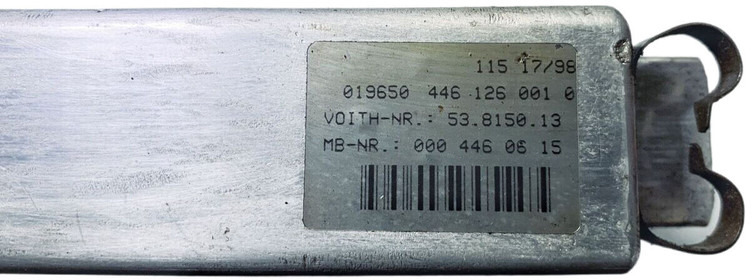 115 17/98
019650 446 126 001 0
VOITH-NR.: 53.8150.13
MB-NR.: 000 446 06 15